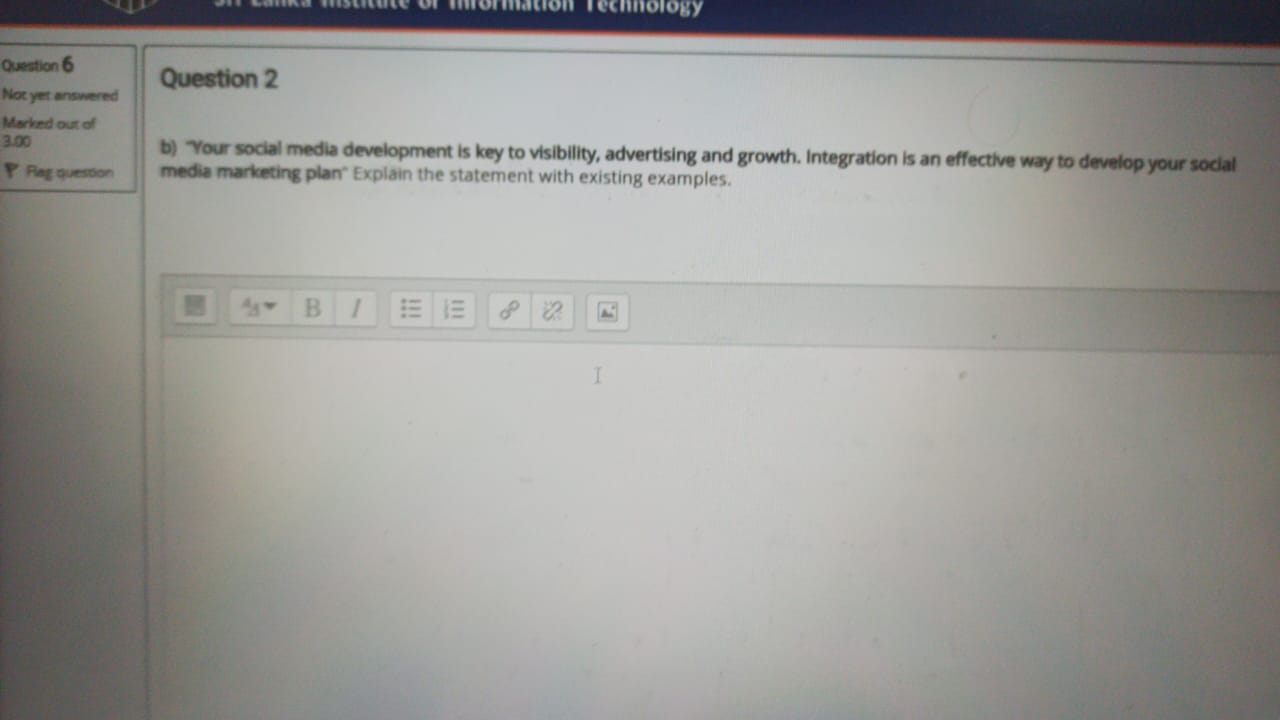 Sri Lanka Institute of Information Technology
Question 6
Not yet answered
Marked out of
3.00
Flag question
Question 2
b) "Your social media development is key to visibility, advertising and growth. Integration is an effective way to develop your social
media marketing plan" Explain the statement with existing examples.
B I